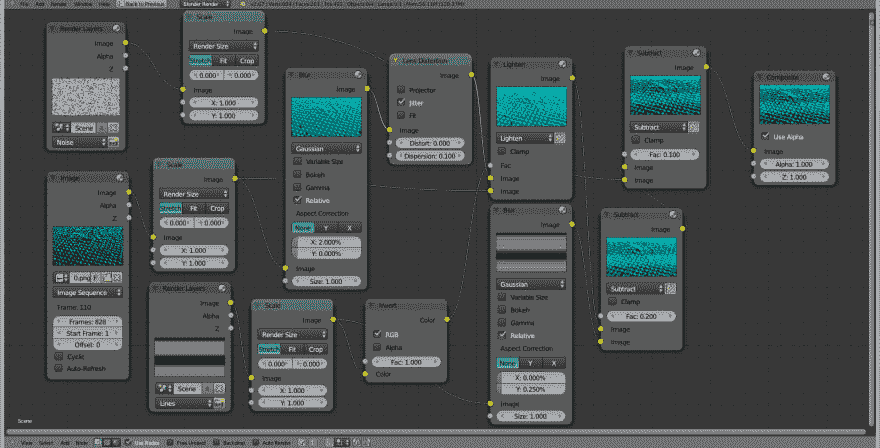 File Add Render Window Help Back to Previous Blender Render
Render Layers
Image
Alpha
Z
Scene
Noise
Scale
Image
Render Size
Stretch Fit Crop
0.000 0.000
Image
X: 1.000
Y: 1.000
Blur
Image
Gaussian
Variable Size
Bokeh
Gamma
Relative
Aspect Correction
None Y X
X: 2.000%
Y: 0.000%
Image
Size: 1.000
Lens Distortion
Image
Projector
Jitter
Fit
Image
Distort: 0.000
Dispersion: 0.100
Lighten
Image
Lighten
Clamp
Fac
Image
Image
Subtract
Image
Subtract
Clamp
Fac: 0.100
Image
Image
Composite
Use Alpha
Image
Alpha: 1.000
Z: 1.000
Image
Image
Alpha
Z
0.png F
Image Sequence
Frame: 110
Frames: 828
Start Frame: 1
Offset: 0
Cycle
Auto-Refresh
Scale
Image
Render Size
Stretch Fit Crop
0.000 0.000
Image
X: 1.000
Y: 1.000
Render Layers
Image
Alpha
Z
Scene
Lines
Scale
Image
Render Size
Stretch Fit Crop
0.000 0.000
Image
X: 1.000
Y: 1.000
Invert
Color
RGB
Alpha
Fac: 1.000
Color
Blur
Image
Gaussian
Variable Size
Bokeh
Gamma
Relative
Aspect Correction
None Y X
X: 0.000%
Y: 0.250%
Image
Size: 1.000
Subtract
Image
Subtract
Clamp
Fac: 0.200
Image
Image
Scene
View Select Add Node Use Nodes Free Unused Backdrop Auto Render